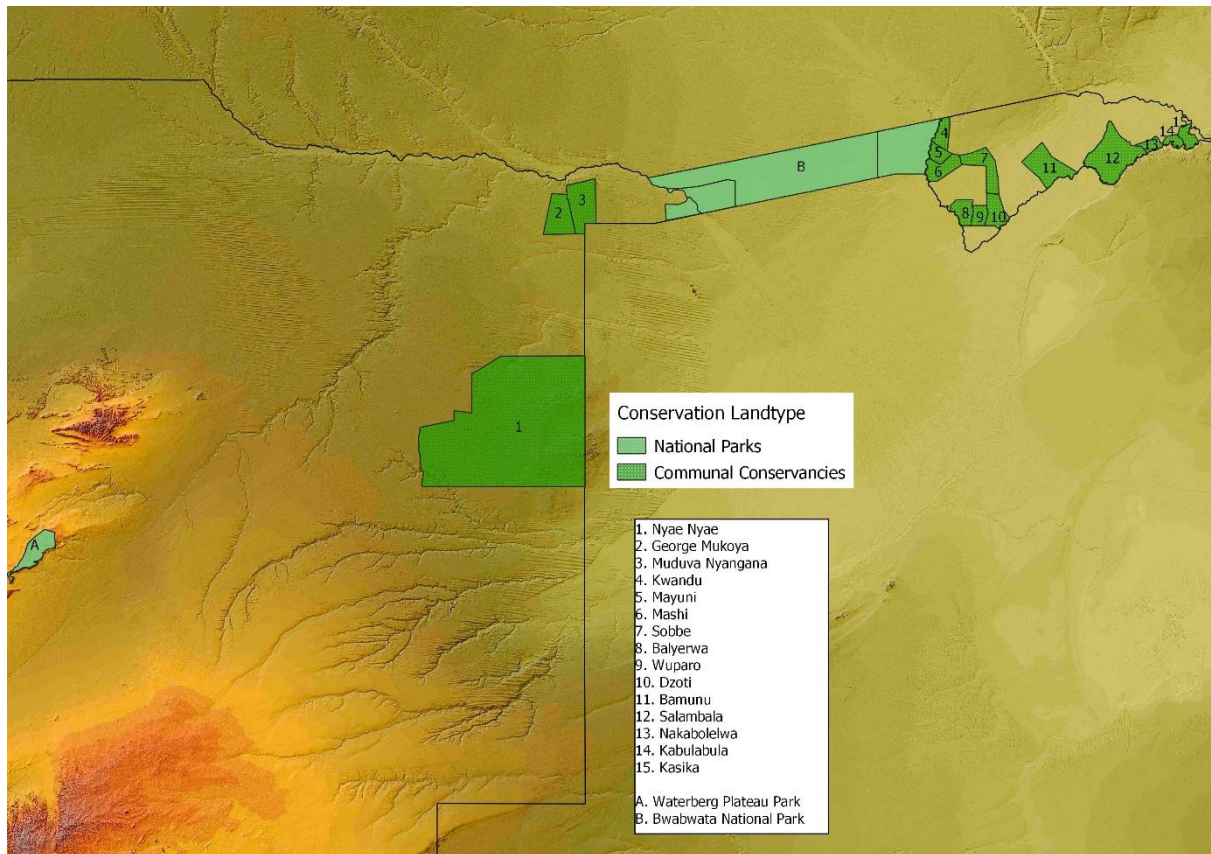 15
4
14
5
7
13
B
12
6
11
3
2
8
9
10
Conservation Landtype
National Parks
1
Communal Conservancies
A
1. Nyae Nyae
2. George Mukoya
3. Muduva Nyangana
4. Kwandu
5. Mayuni
6. Mashi
7. Sobbe
8. Balyerwa
9. Wuparo
10. Dzoti
11. Bamunu
12. Salambala
13. Nakabolelwa
14. Kabulabula
15. Kasika
A. Waterberg Plateau Park
B. Bwabwata National Park